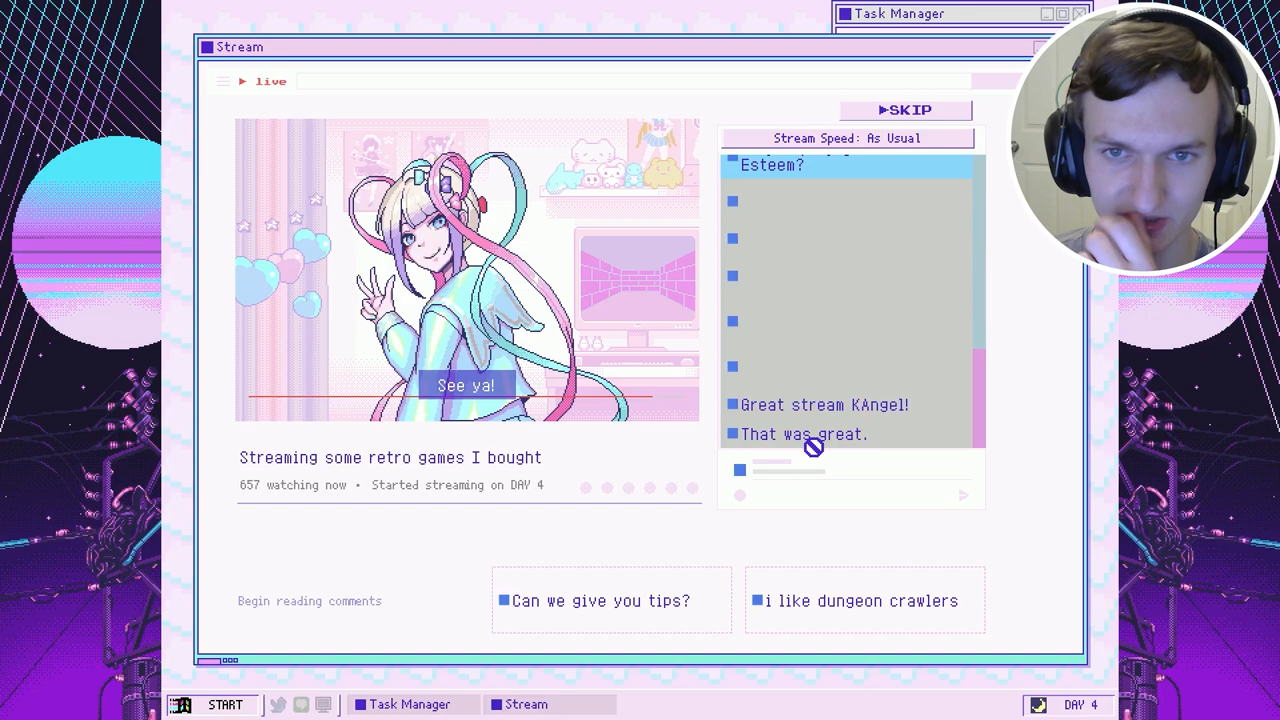 Task Manager
Stream
live
SKIP
Stream Speed: As Usual
Esteem?
Great stream KAngel!
That was great.
See ya!
Streaming some retro games I bought
657 watching now • Started streaming on DAY 4
Begin reading comments
Can we give you tips?
i like dungeon crawlers
START
Task Manager
Stream
DAY 4